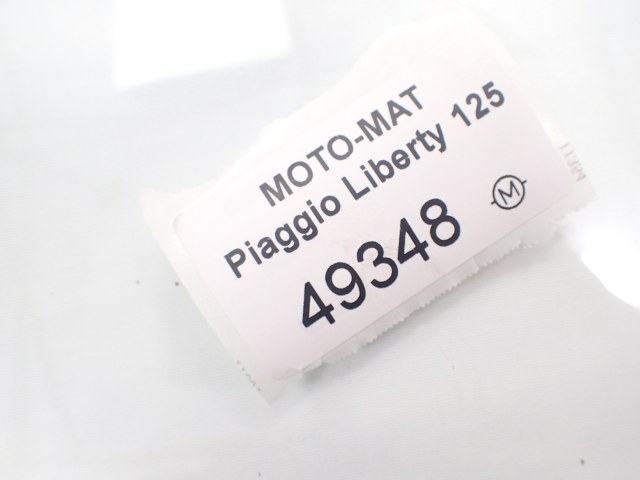 MOTO-MAT
Piaggio Liberty 125
49348
M